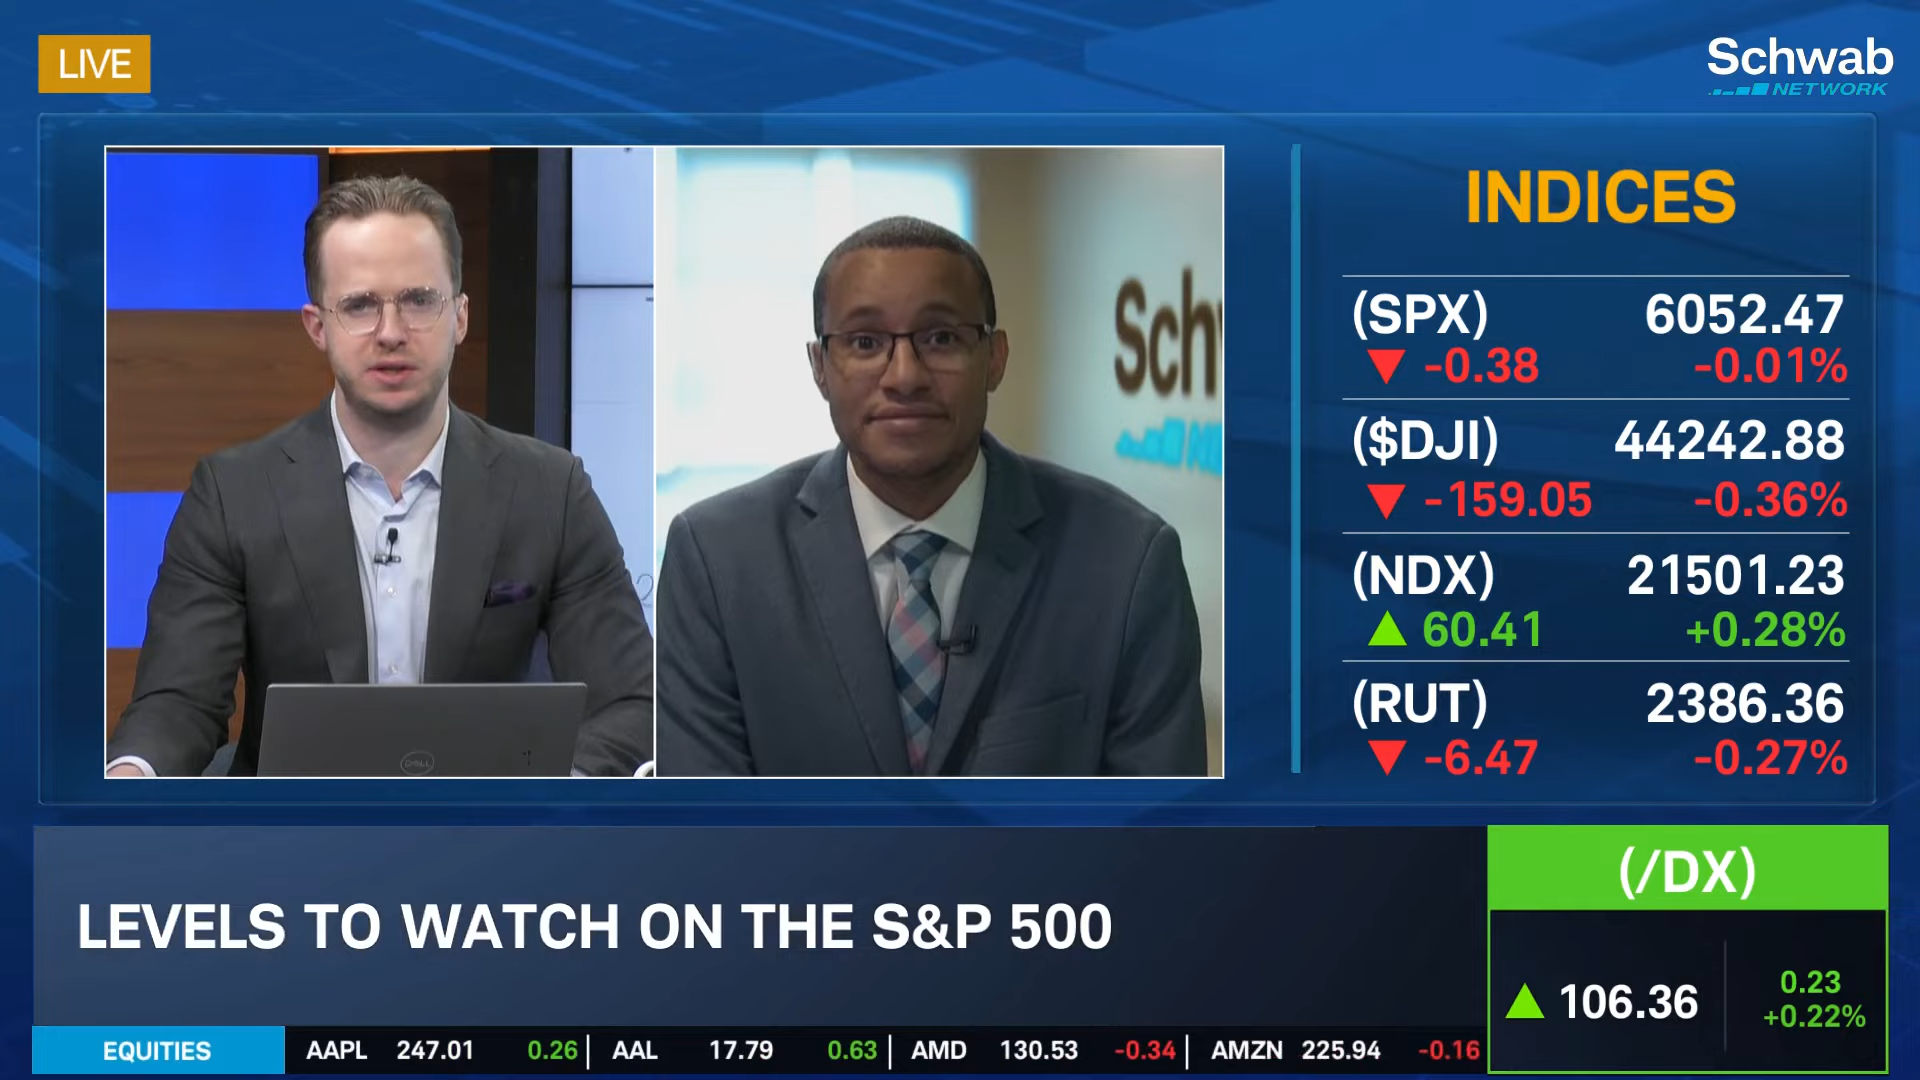 LIVE
Schwab
NETWORK
INDICES
(SPX) 6052.47
-0.38 -0.01%
($DJI) 44242.88
-159.05 -0.36%
(NDX) 21501.23
60.41 +0.28%
(RUT) 2386.36
-6.47 -0.27%
Sch
DELL
LEVELS TO WATCH ON THE S&P 500
(/DX)
106.36
0.23
+0.22%
EQUITIES AAPL 247.01 0.26 AAL 17.79 0.63 AMD 130.53 -0.34 AMZN 225.94 -0.16